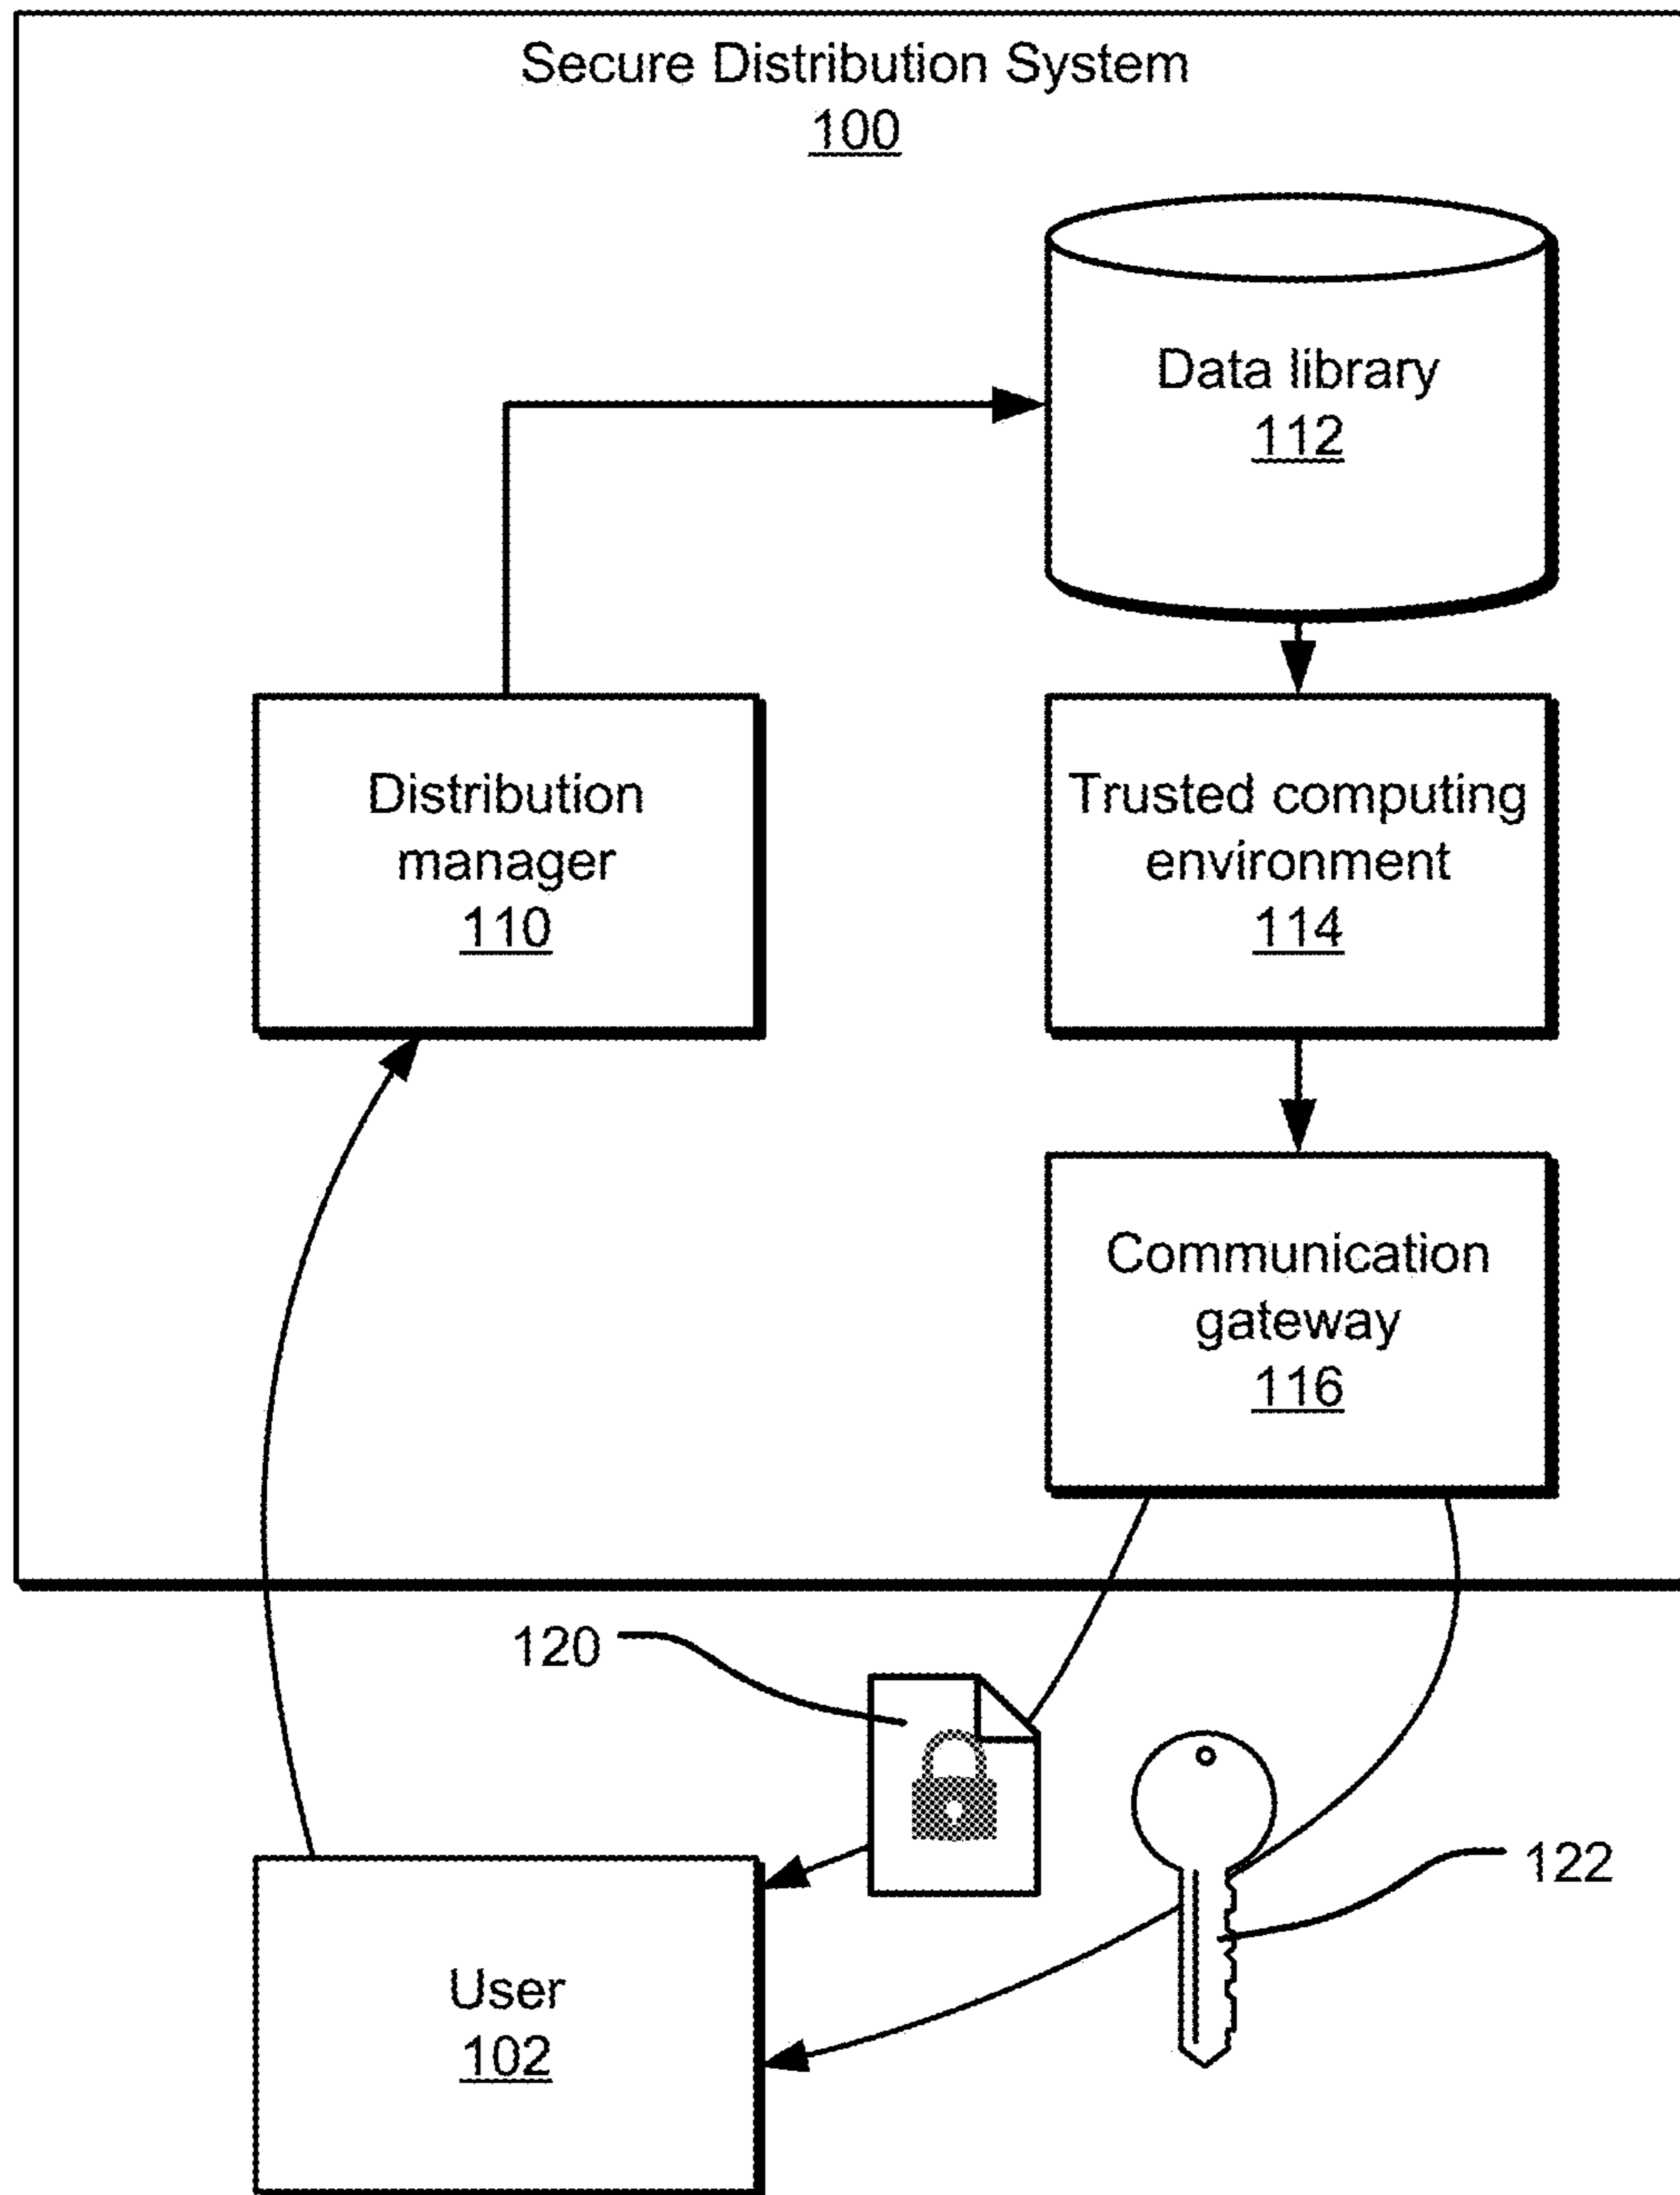 Secure Distribution System
100
Data library
112
Distribution
manager
110
Trusted computing
environment
114
Communication
gateway
116
120
122
User
102